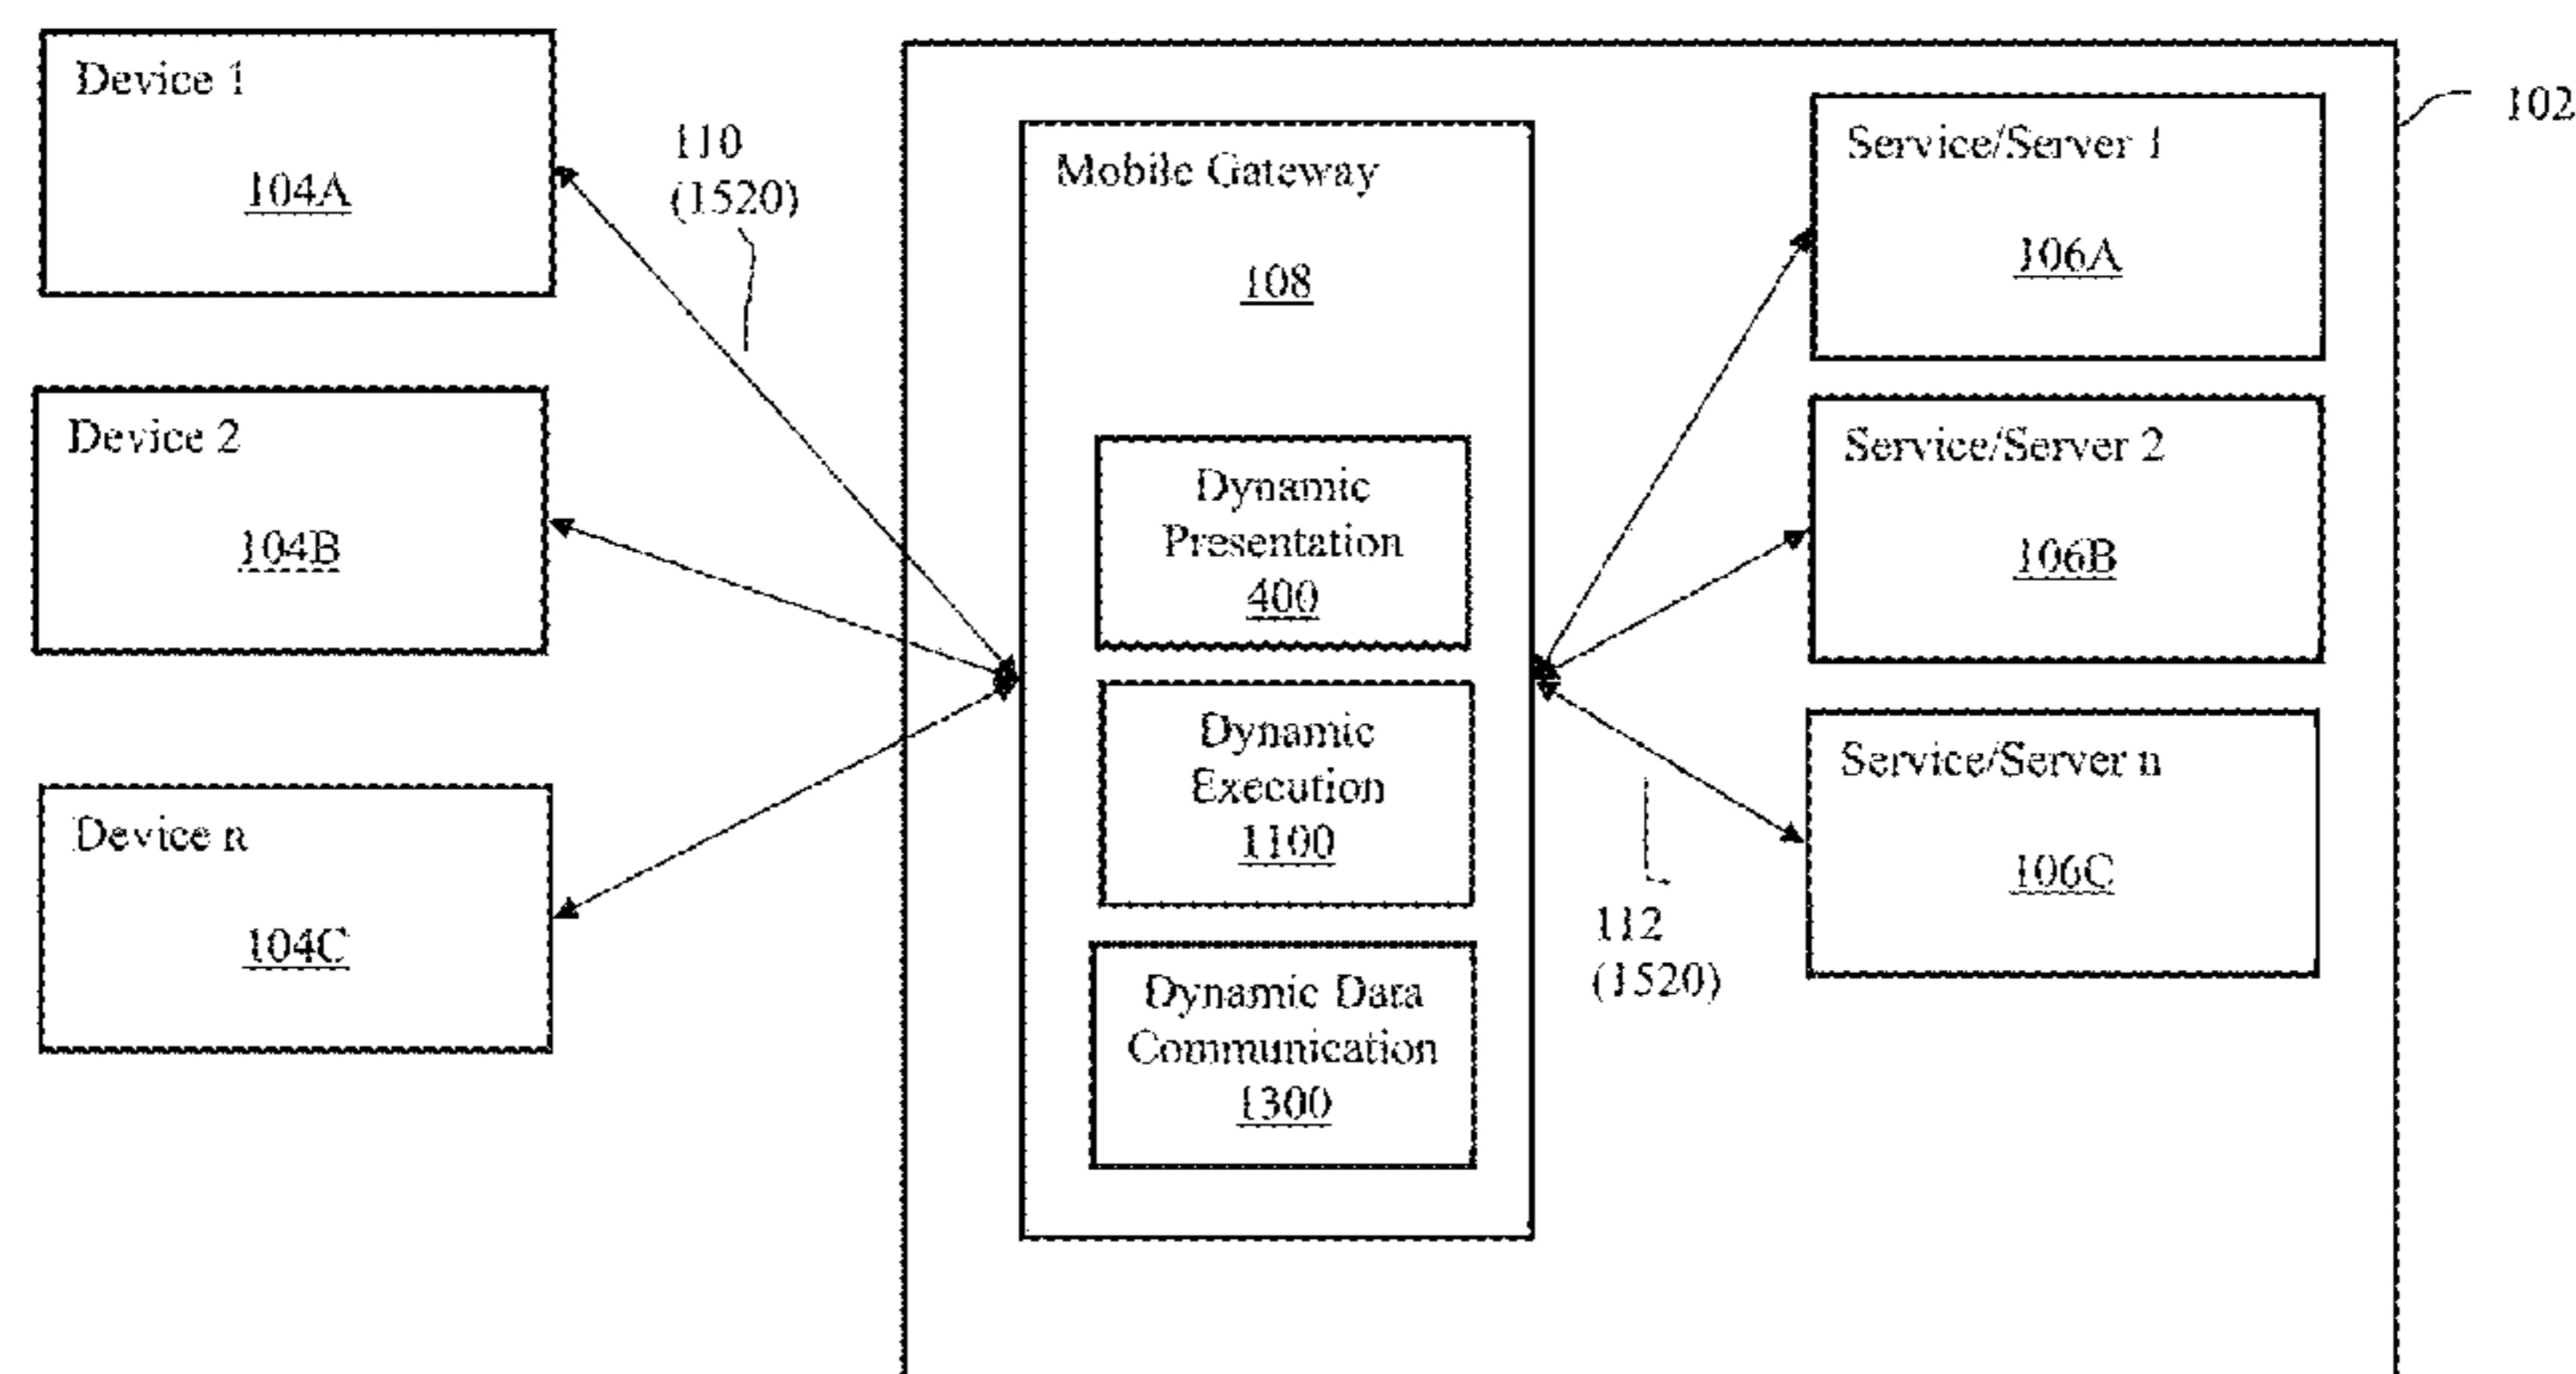 Device 1
104A
Device 2
104B
Device n
104C
110
(1520)
Mobile Gateway
108
Dynamic
Presentation
400
Dynamic
Execution
1100
Dynamic Data
Communication
1300
Service/Server 1
106A
Service/Server 2
106B
Service/Server n
106C
112
(1520)
102